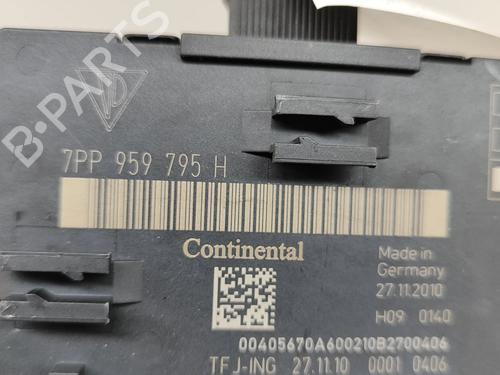 B-PARTS
7PP 959 795 H
Continental
Made in
Germany
27.11.2010
H09 0140
00405670A600210B2700406
TFJ-ING 27.11.10 0001 0406